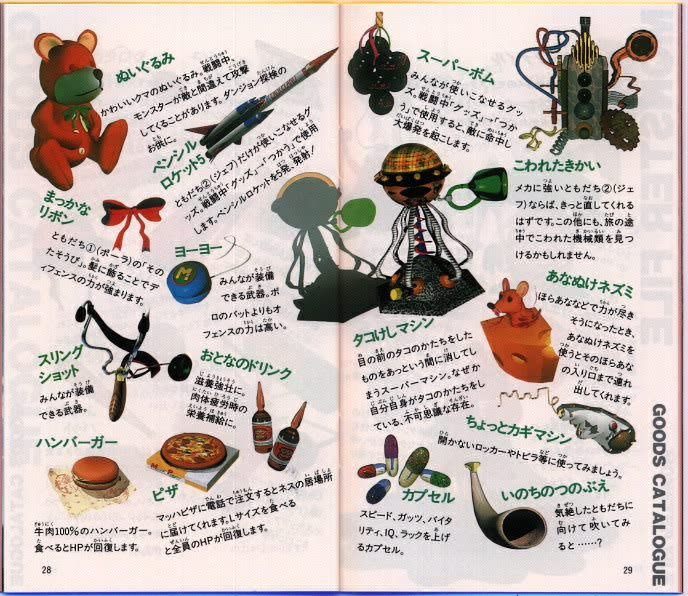 ぬいぐるみ
かわいいクマのぬいぐるみ。戦闘中。
モンスターが敵と間違えて攻撃
してくることがあります。ダンジョン探検の
お供に。
ペンシル
ロケット5
ともだち②(ジェフ)だけが使いこなせるグ
ッズ。戦闘中「グッズ」→「つかう」で使用
します。ペンシルロケットを5発、発射!
まっかな
リボン
ともだち①(ポーラ)の「その
たそうび」。髪に飾ることでデ
ィフェンスの力が強まります。
ヨーヨー
みんなが装備
できる武器。ボ
ロのバットよりもオ
フェンスの力は高い。
スリング
ショット
みんなが装備
できる武器。
おとなのドリンク
滋養強壮に。
肉体疲労時の
栄養補給に。
ハンバーガー
牛肉100%のハンバーガー。
食べるとHPが回復します。
ピザ
マッハピザに電話で注文するとネスの居場所
に届けてくれます。Lサイズを食べる
と全員のHPが回復します。
28
スーパーボム
みんなが使いこなせるグッ
ズ。戦闘中「グッズ」→「つか
う」で使用すると、敵に命中し
大爆発を起こします。
こわれたきかい
メカに強いともだち②(ジェ
フ)ならば、きっと直してくれる
はずです。この他にも、旅の途
中でこわれた機械類を見つ
けるかもしれません。
タコけしマシン
目の前のタコのかたちをした
ものをあっという間に消してし
まうスーパーマシン。なぜか
自分自身がタコのかたちをし
ている、不可思議な存在。
あなぬけネズミ
ほらあななどで力が尽き
そうになったとき、
あなぬけネズミを
使うとそのほらあな
の入り口まで連れ
出してくれます。
ちょっとカギマシン
開かないロッカーやトビラ等に使ってみましょう。
カプセル
スピード、ガッツ、バイタ
リティ、IQ、ラックを上げ
るカプセル。
いのちのつのぶえ
気絶したともだちに
向けて吹いてみ
ると……?
GOODS CATALOGUE
29